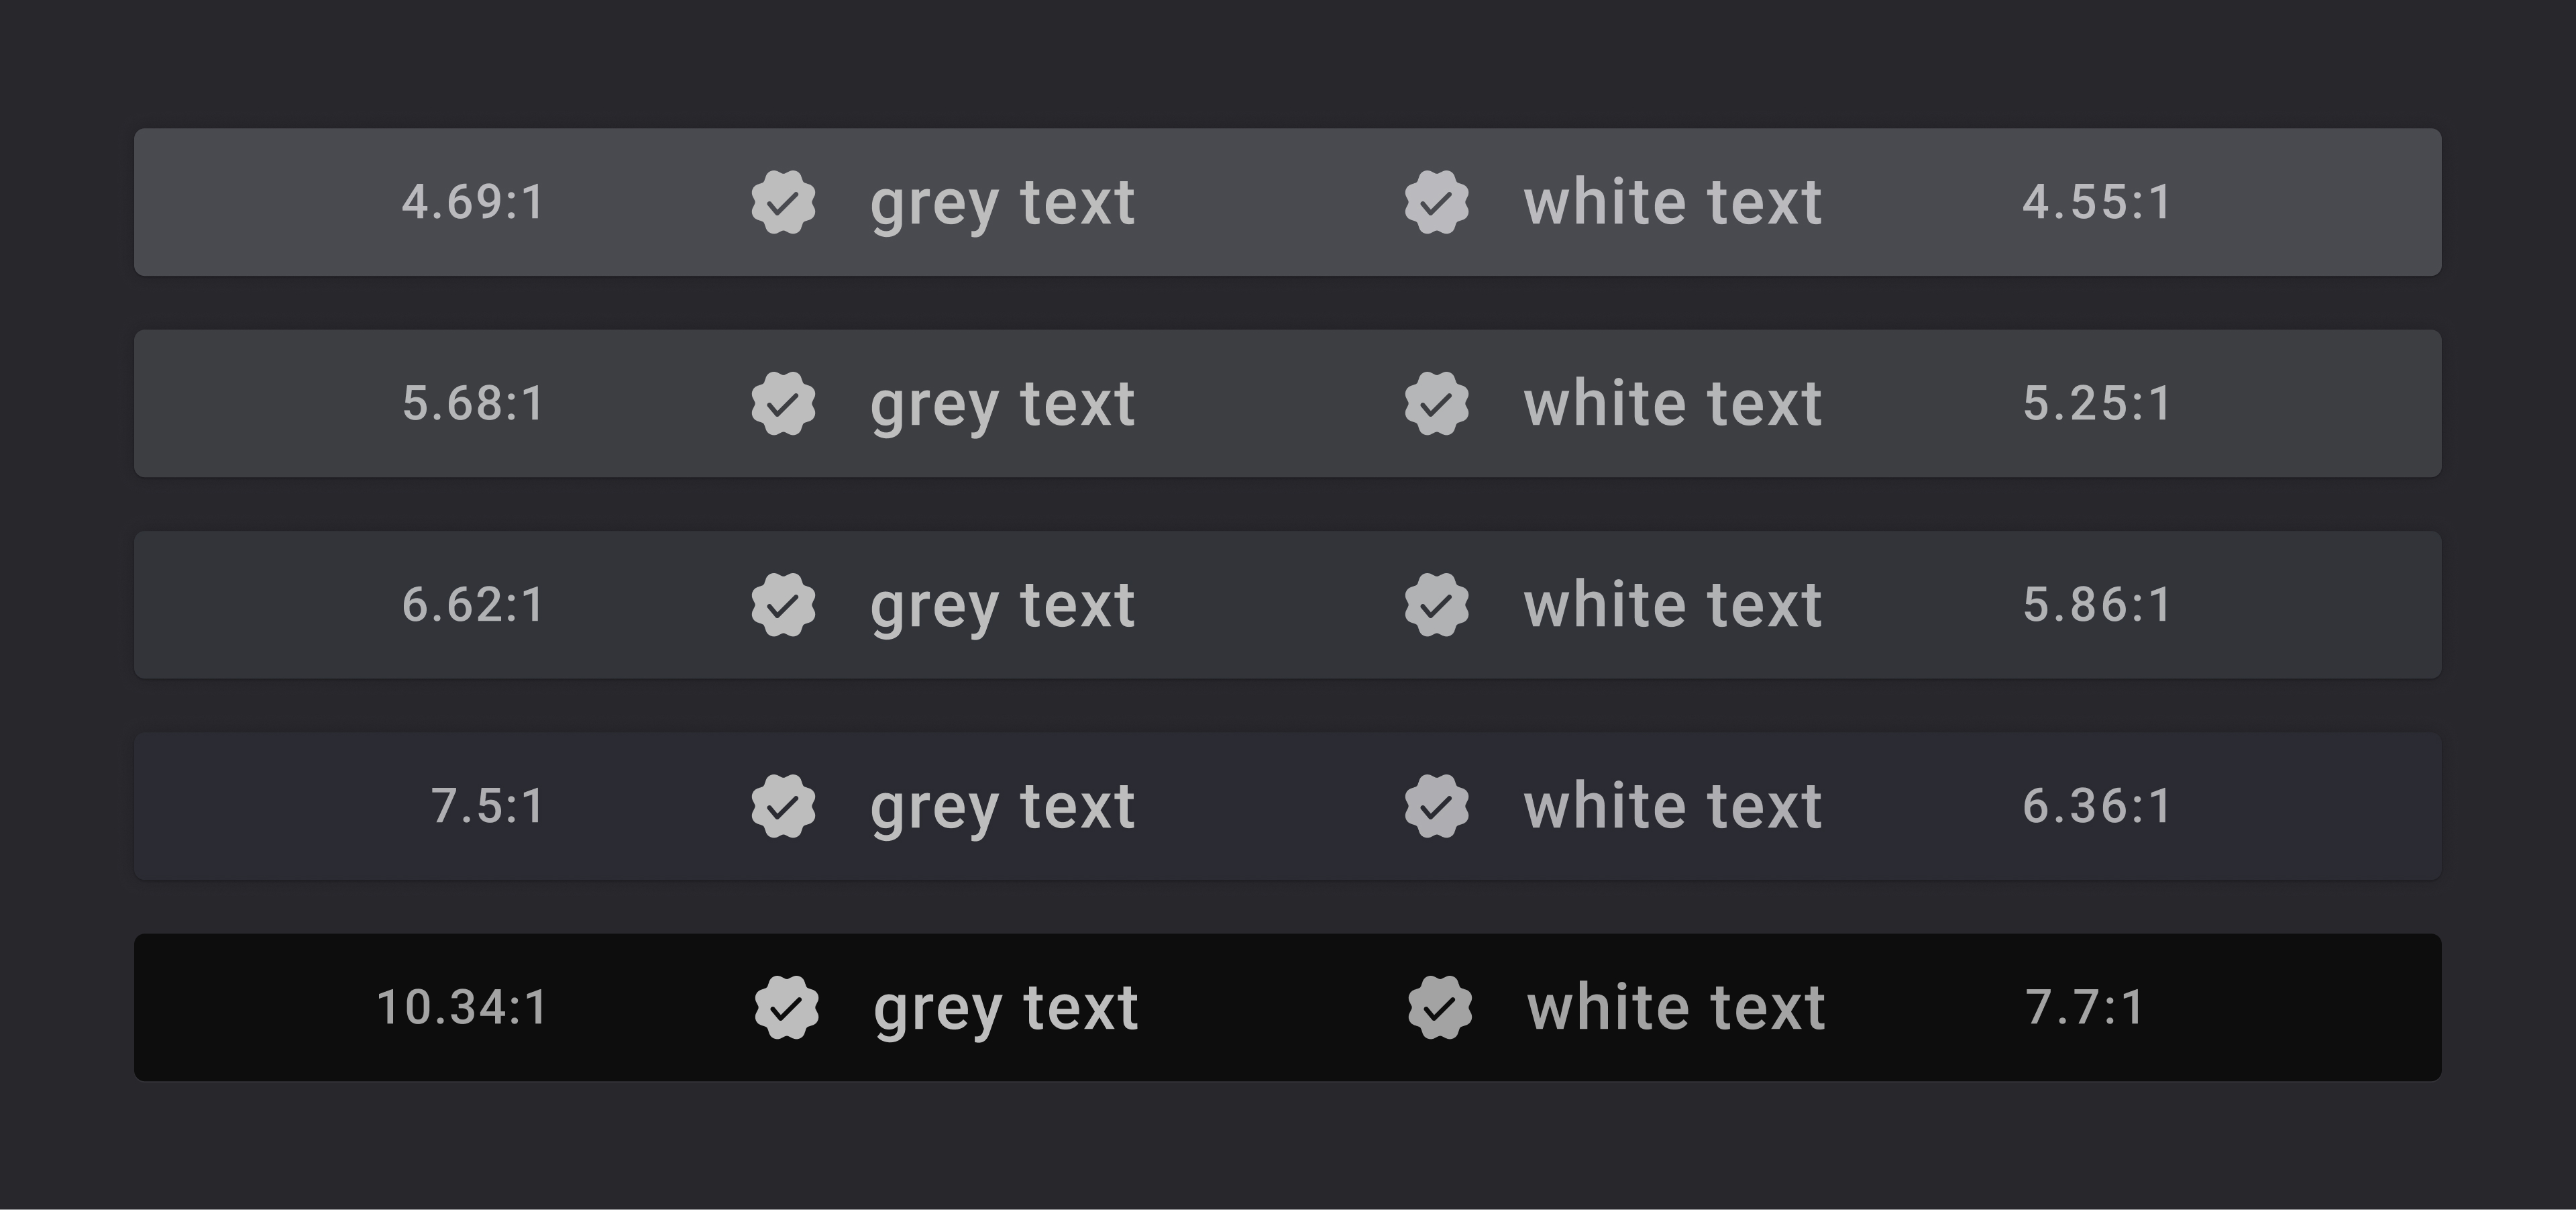 4.69:1 grey text white text 4.55:1
5.68:1 grey text white text 5.25:1
6.62:1 grey text white text 5.86:1
7.5:1 grey text white text 6.36:1
10.34:1 grey text white text 7.7:1